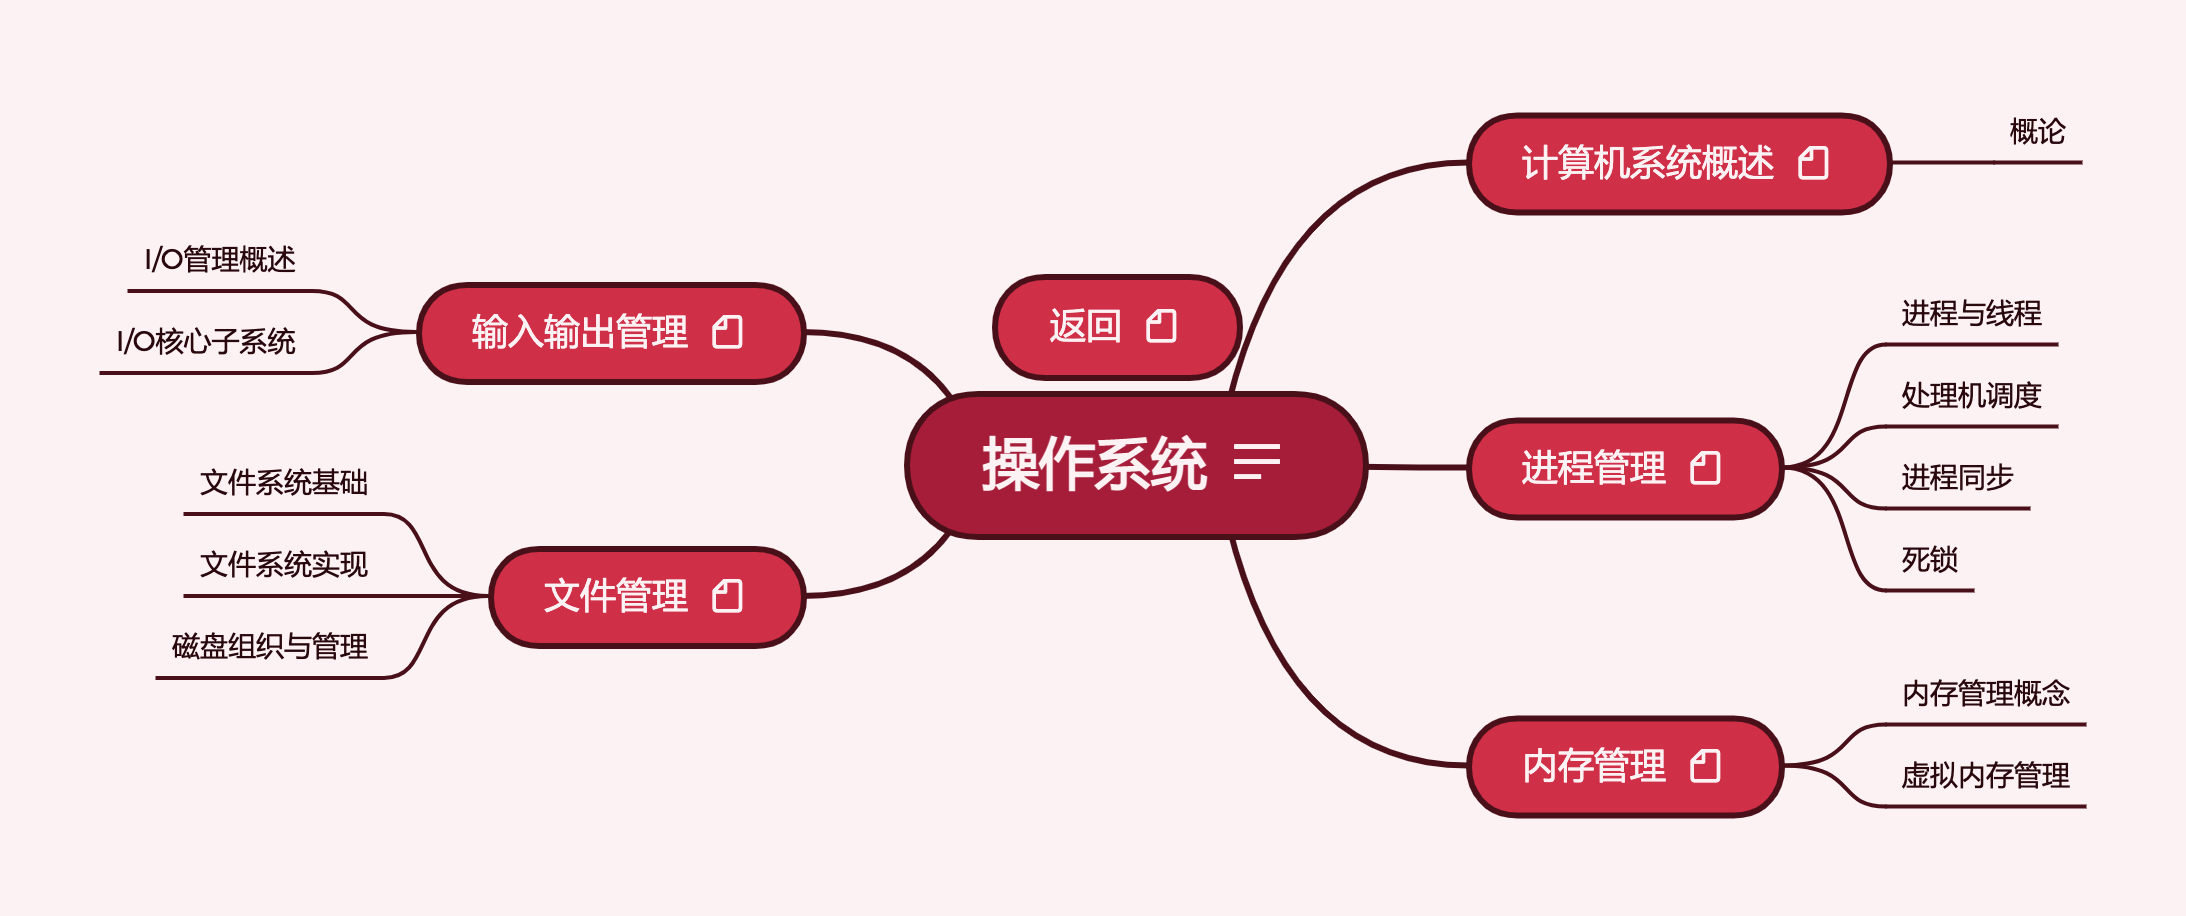 操作系统
返回
计算机系统概述
概论
进程管理
进程与线程
处理机调度
进程同步
死锁
内存管理
内存管理概念
虚拟内存管理
输入输出管理
I/O管理概述
I/O核心子系统
文件管理
文件系统基础
文件系统实现
磁盘组织与管理